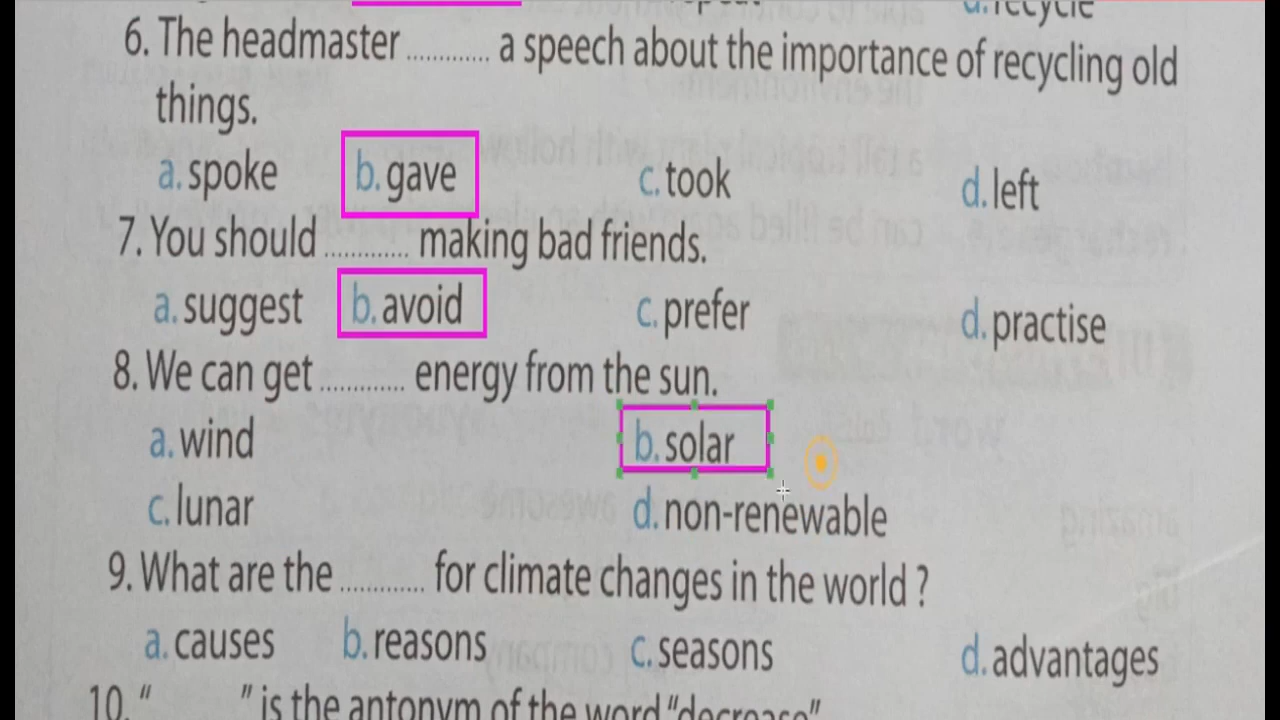 d. recycle
6. The headmaster ............ a speech about the importance of recycling old
things.
a. spoke b. gave c. took d. left
7. You should ............ making bad friends.
a. suggest b. avoid c. prefer d. practise
8. We can get ............ energy from the sun.
a. wind b. solar
c. lunar d. non-renewable
9. What are the ............ for climate changes in the world ?
a. causes b. reasons c. seasons d. advantages
10. " " is the antonym of the word "decrease"